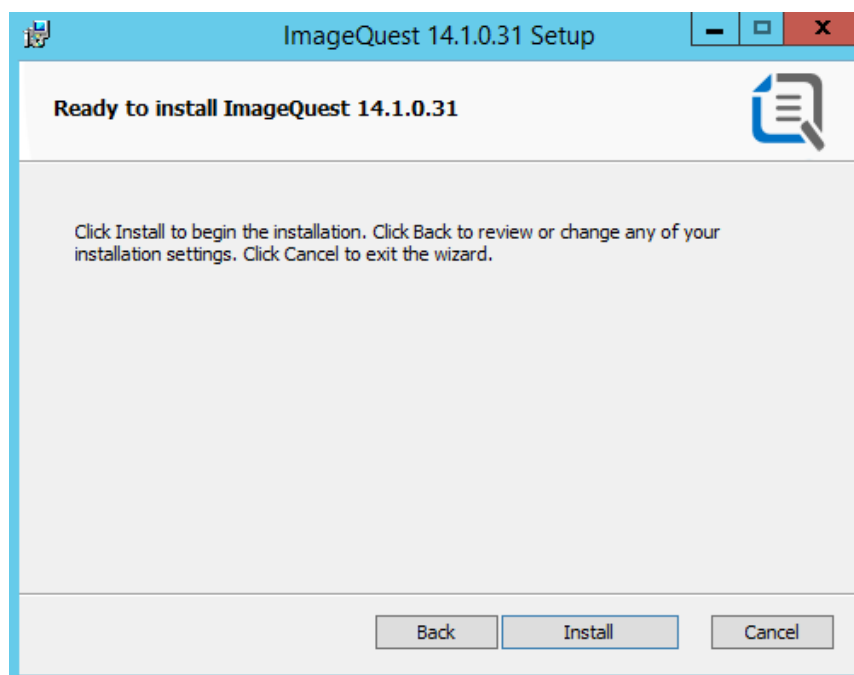 ImageQuest 14.1.0.31 Setup
Ready to install ImageQuest 14.1.0.31
Click Install to begin the installation. Click Back to review or change any of your
installation settings. Click Cancel to exit the wizard.
Back Install Cancel